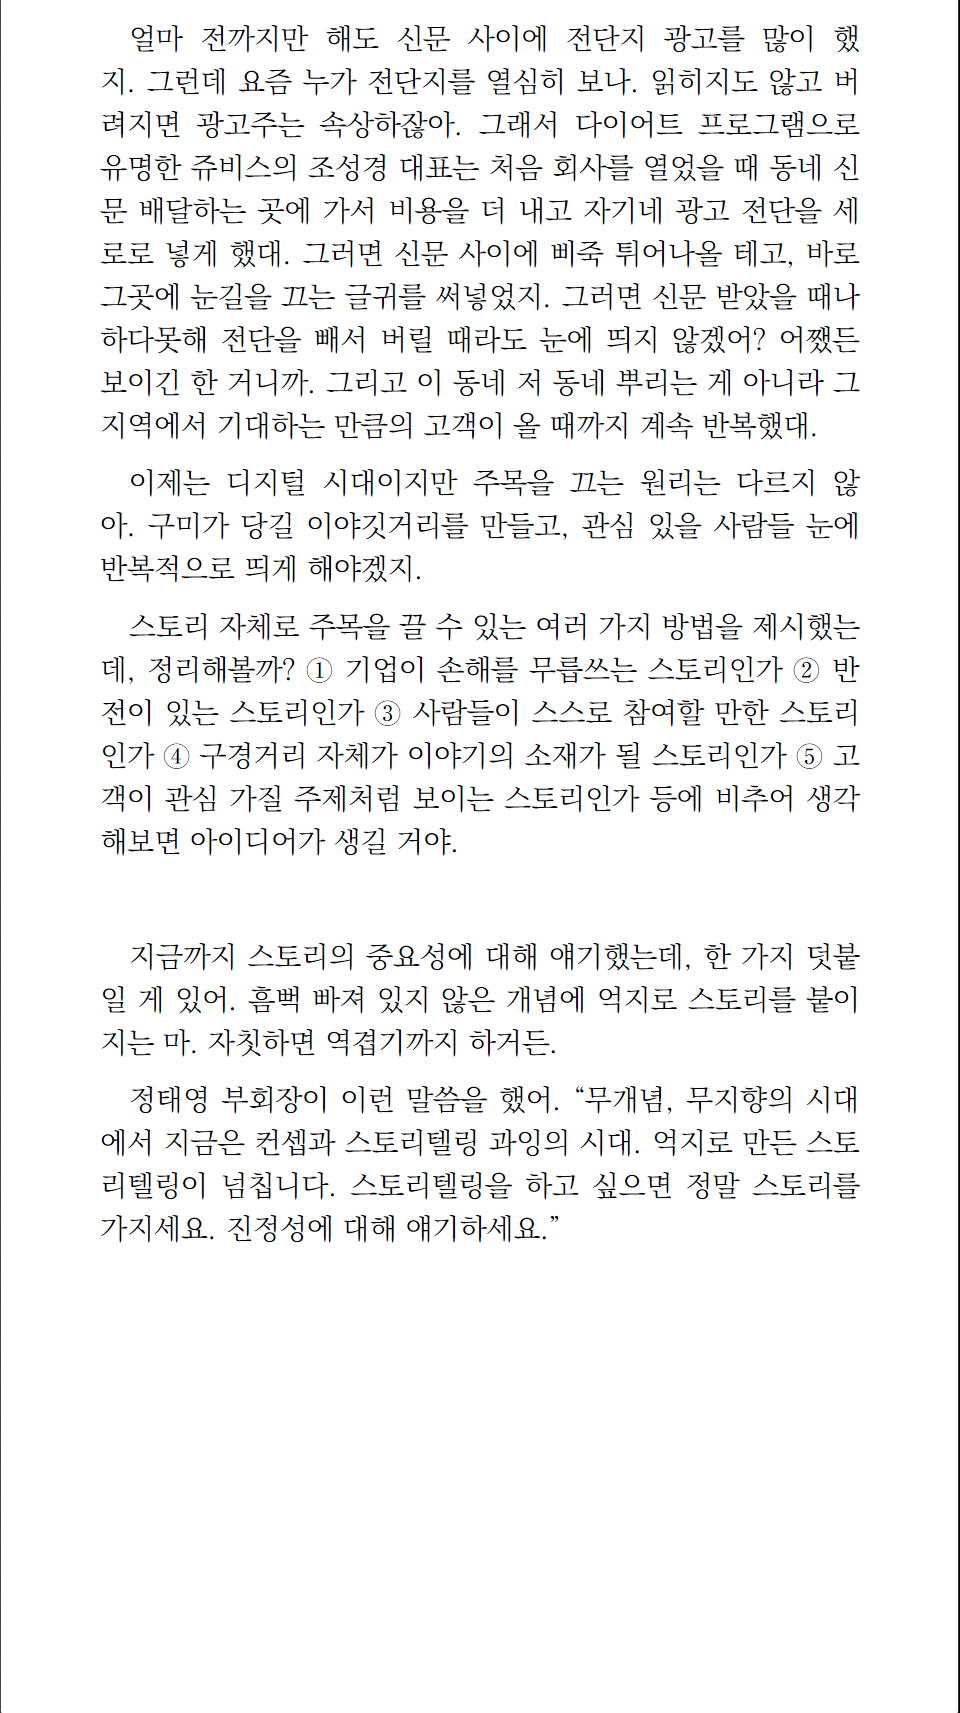 얼마 전까지만 해도 신문 사이에 전단지 광고를 많이 했
지. 그런데 요즘 누가 전단지를 열심히 보나. 읽히지도 않고 버
려지면 광고주는 속상하잖아. 그래서 다이어트 프로그램으로
유명한 쥬비스의 조성경 대표는 처음 회사를 열었을 때 동네 신
문 배달하는 곳에 가서 비용을 더 내고 자기네 광고 전단을 세
로로 넣게 했대. 그러면 신문 사이에 삐죽 튀어나올 테고, 바로
그곳에 눈길을 끄는 글귀를 써넣었지. 그러면 신문 받았을 때나
하다못해 전단을 빼서 버릴 때라도 눈에 띄지 않겠어? 어쨌든
보이긴 한 거니까. 그리고 이 동네 저 동네 뿌리는 게 아니라 그
지역에서 기대하는 만큼의 고객이 올 때까지 계속 반복했대.
이제는 디지털 시대이지만 주목을 끄는 원리는 다르지 않
아. 구미가 당길 이야깃거리를 만들고, 관심 있을 사람들 눈에
반복적으로 띄게 해야겠지.
스토리 자체로 주목을 끌 수 있는 여러 가지 방법을 제시했는
데, 정리해볼까? ① 기업이 손해를 무릅쓰는 스토리인가 ② 반
전이 있는 스토리인가 ③ 사람들이 스스로 참여할 만한 스토리
인가 ④ 구경거리 자체가 이야기의 소재가 될 스토리인가 ⑤ 고
객이 관심 가질 주제처럼 보이는 스토리인가 등에 비추어 생각
해보면 아이디어가 생길 거야.
지금까지 스토리의 중요성에 대해 얘기했는데, 한 가지 덧붙
일 게 있어. 흠뻑 빠져 있지 않은 개념에 억지로 스토리를 붙이
지는 마. 자칫하면 역겹기까지 하거든.
정태영 부회장이 이런 말씀을 했어. “무개념, 무지향의 시대
에서 지금은 컨셉과 스토리텔링 과잉의 시대. 억지로 만든 스토
리텔링이 넘칩니다. 스토리텔링을 하고 싶으면 정말 스토리를
가지세요. 진정성에 대해 얘기하세요.”